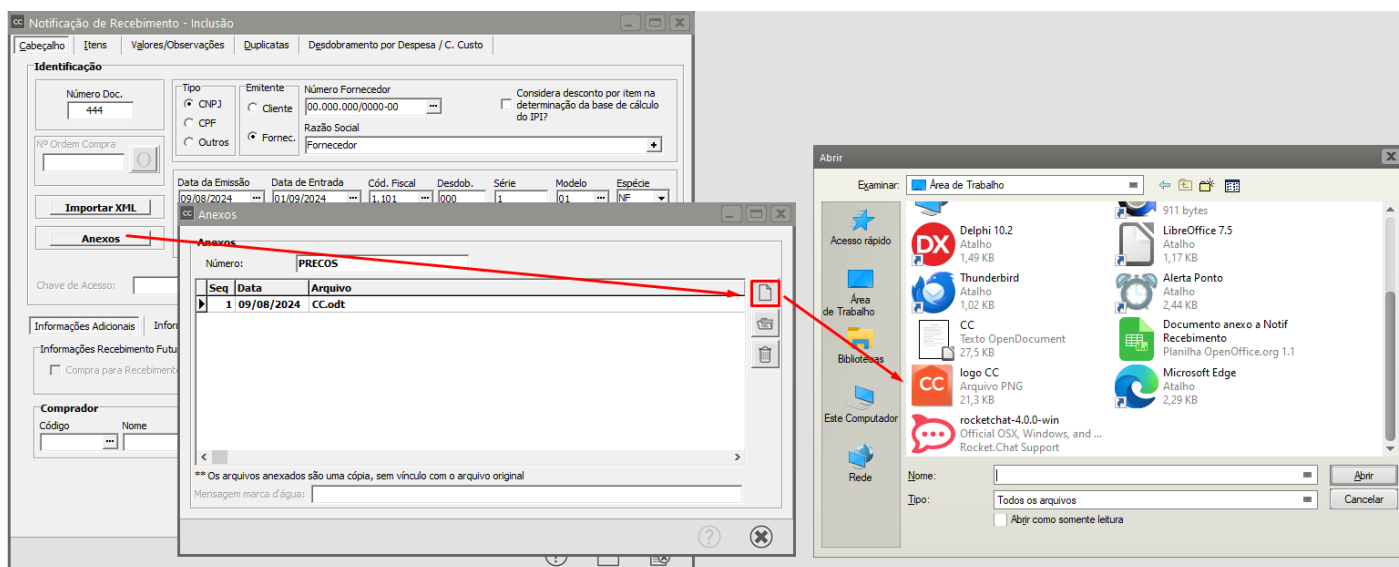 CC Notificação de Recebimento - Inclusão
Cabeçalho Itens Valores/Observações Duplicatas Desdobramento por Despesa / C. Custo
Identificação
Número Doc.
444
Tipo
CNPJ
CPF
Outros
Emitente
Cliente
Fornec.
Número Fornecedor
00.000.000/0000-00 ...
Considera desconto por item na
determinação da base de cálculo
do IPI?
Razão Social
Fornecedor +
Nº Ordem Compra
O
Data da Emissão Data de Entrada Cód. Fiscal Desdob. Série Modelo Espécie
09/08/2024 ... 01/09/2024 ... 1.101 ... 000 1 01 ... NF
Importar XML
Anexos
Chave de Acesso:
Informações Adicionais Infor
Informações Recebimento Futu
Compra para Recebimento
Comprador
Código Nome
...
CC Anexos
Anexos
Número: PRECOS
Seq Data Arquivo
1 09/08/2024 CC.odt
** Os arquivos anexados são uma cópia, sem vínculo com o arquivo original
Mensagem marca d'água:
?
Abrir
Examinar: Área de Trabalho
Acesso rápido
Área
de Trabalho
Bibliotecas
Este Computador
Rede
911 bytes
DX
Delphi 10.2
Atalho
1,49 KB
LibreOffice 7.5
Atalho
1,17 KB
Thunderbird
Atalho
1,02 KB
Alerta Ponto
Atalho
2,44 KB
CC
Texto OpenDocument
27,5 KB
Documento anexo a Notif
Recebimento
Planilha OpenOffice.org 1.1
CC
logo CC
Arquivo PNG
21,3 KB
Microsoft Edge
Atalho
2,29 KB
rocketchat-4.0.0-win
Official OSX, Windows, and ...
Rocket.Chat Support
Nome:
Abrir
Tipo: Todos os arquivos
Cancelar
Abrir como somente leitura